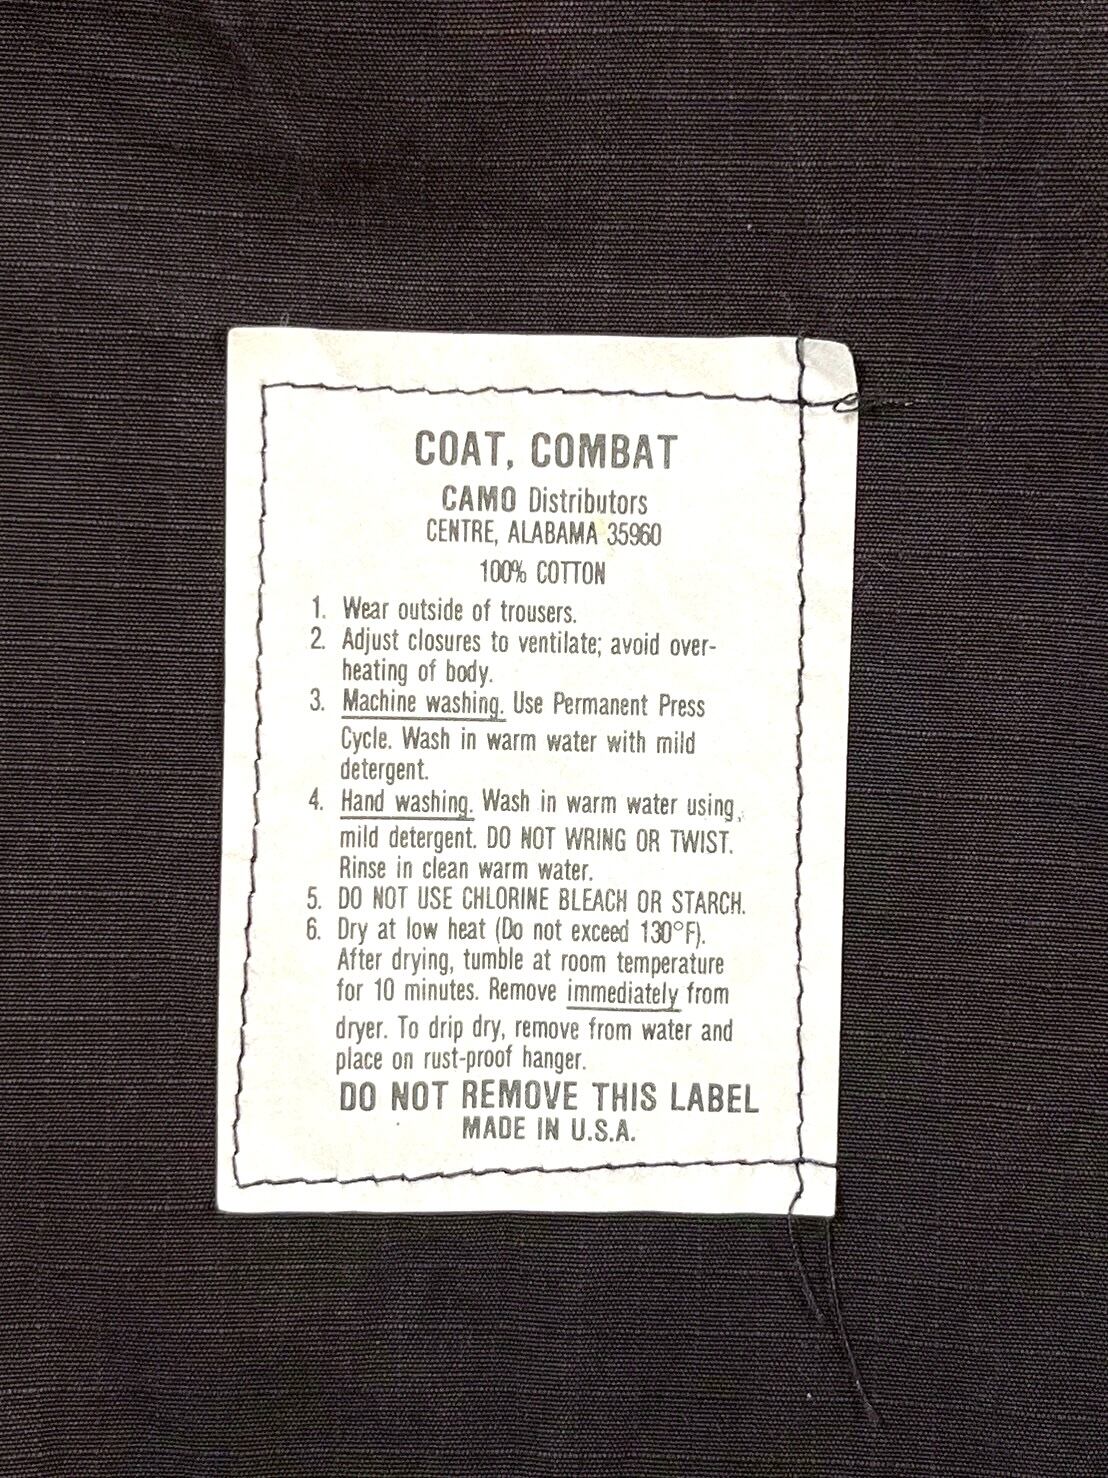 COAT, COMBAT
CAMO Distributors
CENTRE, ALABAMA 35960
100% COTTON
1. Wear outside of trousers.
2. Adjust closures to ventilate; avoid over-
heating of body.
3. Machine washing. Use Permanent Press
Cycle. Wash in warm water with mild
detergent.
4. Hand washing. Wash in warm water using
mild detergent. DO NOT WRING OR TWIST.
Rinse in clean warm water.
5. DO NOT USE CHLORINE BLEACH OR STARCH.
6. Dry at low heat (Do not exceed 130°F).
After drying, tumble at room temperature
for 10 minutes. Remove immediately from
dryer. To drip dry, remove from water and
place on rust-proof hanger.
DO NOT REMOVE THIS LABEL
MADE IN U.S.A.